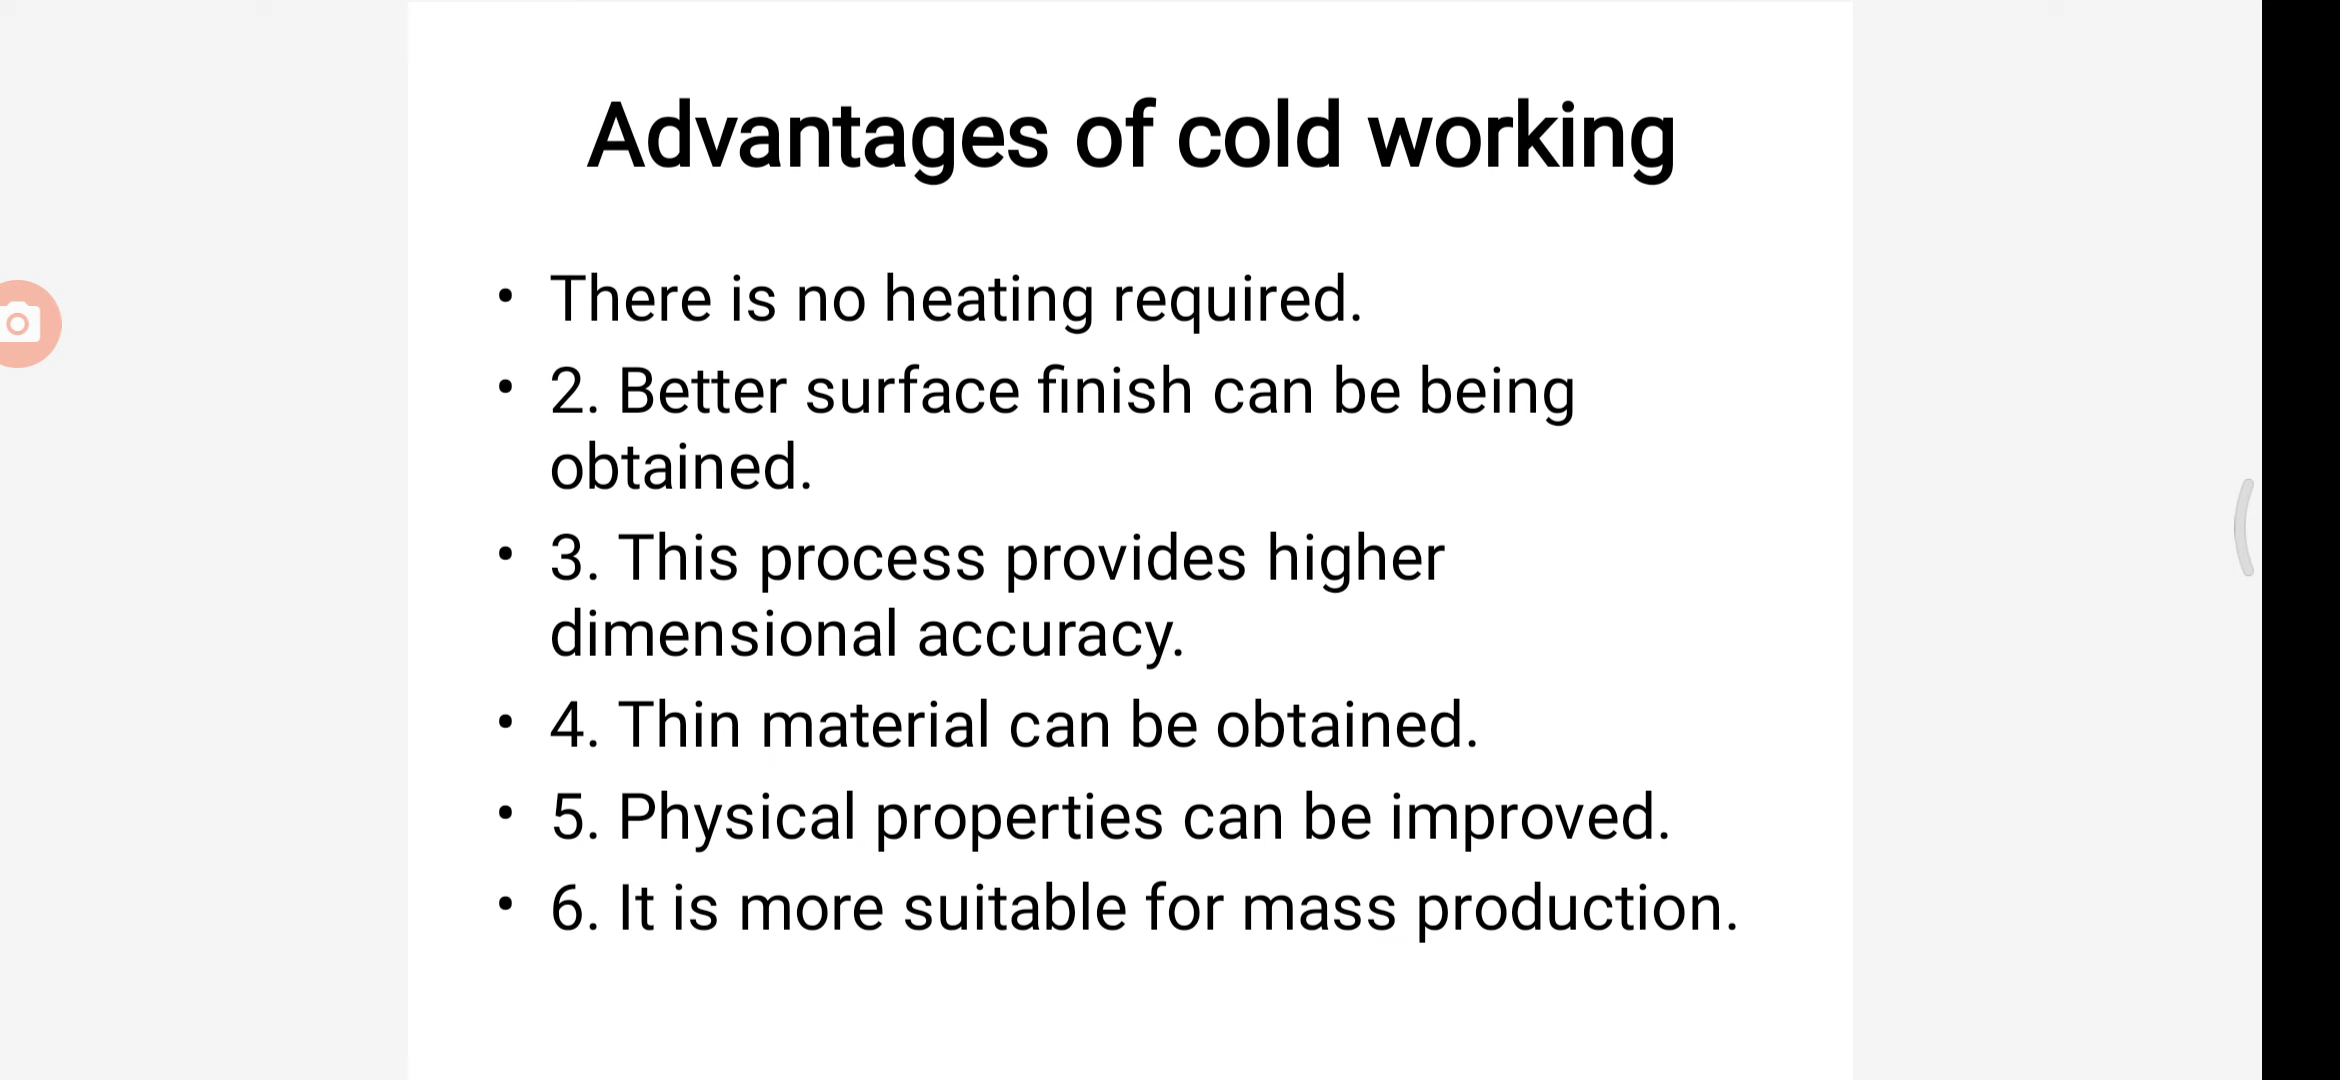 Advantages of cold working
• There is no heating required.
• 2. Better surface finish can be being
obtained.
• 3. This process provides higher
dimensional accuracy.
• 4. Thin material can be obtained.
• 5. Physical properties can be improved.
• 6. It is more suitable for mass production.